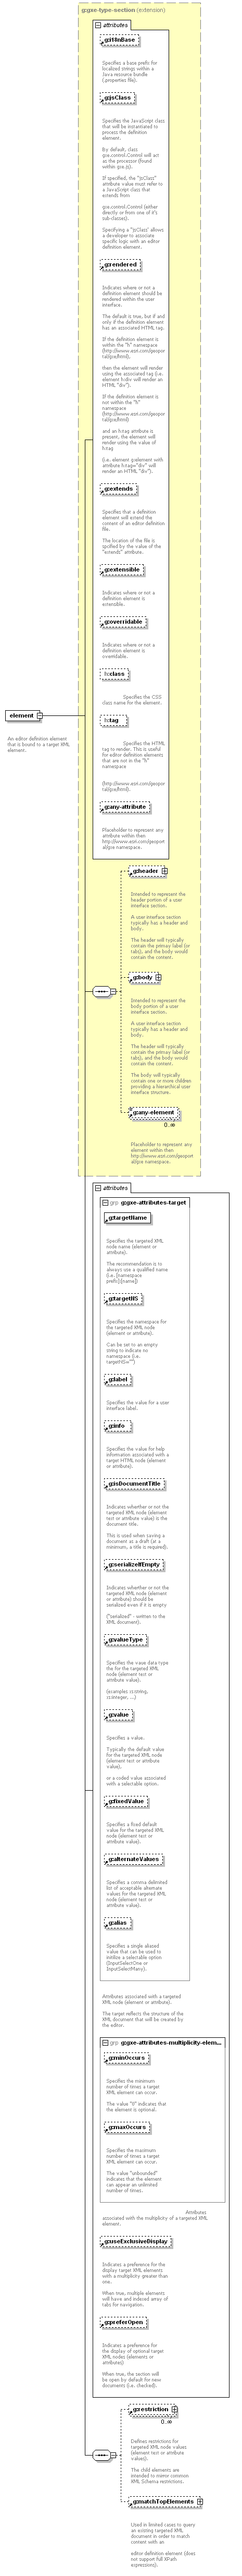 g:gxe-type-section (extension)
attributes
g:i18nBase
Specifies a base prefix for
localized strings within a
Java resource bundle
(.properties file).
g:jsClass
Specifies the JavaScript class
that will be instantiated to
process the definition
element.
By default, class
gxe.control.Control will act
as the processor (found
within gxe.js).
If specified, the "jsClass"
attribute value must refer to
a JavaScript class that
extends from
gxe.control.Control (either
directly or from one of it's
sub-classes).
Specifying a "jsClass" allows
a developer to associate
specific logic with an editor
definition element.
g:rendered
Indicates where or not a
definition element should be
rendered within the user
interface.
The default is true, but if and
only if the definition element
has an associated HTML tag.
If the definition element is
within the "h" namespace
(http://www.esri.com/geopor
tal/gxe/html),
then the element will render
using the associated tag (i.e.
element h:div will render an
HTML "div").
If the definition element is
not within the "h"
namespace
(http://www.esri.com/geopor
tal/gxe/html)
and an h:tag attribute is
present, the element will
render using the value of
h:tag
(i.e. element g:element with
attribute h:tag="div" will
render an HTML "div").
g:extends
Specifies that a definition
element will extend the
content of an editor definition
file.
The location of the file is
spcified by the value of the
"extends" attribute.
g:extensible
Indicates where or not a
definition element is
extensible.
g:overridable
Indicates where or not a
definition element is
overritable.
h:class
Specifies the CSS
class name for the element.
h:tag
Specifies the HTML
tag to render. This is useful
for editor definition elements
that are not in the "h"
namespace
(http://www.esri.com/geopor
tal/gxe/html).
g:any-attribute
Placeholder to represent any
attribute within then
http://www.esri.com/geoport
al/gxe namespace.
element
An editor definition element
that is bound to a target XML
element.
g:header
Intended to represent the
header portion of a user
interface section.
A user interface section
typically has a header and
body.
The header will typically
contain the primary label (or
tabs), and the body would
contain the content.
g:body
Intended to represent the
body portion of a user
interface section.
A user interface section
typically has a header and
body.
The header will typically
contain the primary label (or
tabs), and the body would
contain the content.
The body will typically
contain one or more children
providing a hierarchical user
interface structure.
g:any-element
0..∞
Placeholder to represent any
element within then
http://www.esri.com/geoport
al/gxe namespace.
attributes
grp g:gxe-attributes-target
g:targetName
Specifies the targeted XML
node name (element or
attribute).
The recommendation is to
always use a qualified name
(i.e. [namespace
prefix]:[name])
g:targetNS
Specifies the namespace for
the targeted XML node
(element or attribute).
Can be set to an empty
string to indicate no
namespace (i.e.
targetNS="")
g:label
Specifies the value for a user
interface label.
g:info
Specifies the value for help
information associated with a
target HTML node (element
or attribute).
g:isDocumentTitle
Indicates whether or not the
targeted XML node (element
text or attribute value) is the
document title.
This is used when saving a
document as a draft (at a
minimum, a title is required).
g:serializeIfEmpty
Indicates whether or not the
targeted XML node (element
or attribute) should be
serialized even if it is empty
("serialized" - written to the
XML document).
g:valueType
Specifies the vaue data type
the for the targeted XML
node (element text or
attribute value).
(examples xs:string,
xs:integer, ...)
g:value
Specifies a value.
Typically the default value
for the targeted XML node
(element text or attribute
value),
or a coded value associated
with a selectable option.
g:fixedValue
Specifies a fixed default
value for the targeted XML
node (element text or
attribute value).
g:alternateValues
Specifies a comma delimited
list of acceptable alternate
values for the targeted XML
node (element text or
attribute value).
g:alias
Specifies a single aliased
value that can be used to
initilize a selectable option
(InputSelectOne or
InputSelectMany).
Attributes associated with a targeted
XML node (element or attribute).
The target reflects the structure of the
XML document that will be created by
the editor.
grp g:gxe-attributes-multiplicity-elem...
g:minOccurs
Specifies the minimum
number of times a target
XML element can occur.
The value "0" indicates that
the element is optional.
g:maxOccurs
Specifies the maximum
number of times a target
XML element can occur.
The value "unbounded"
indicates that the element
can appear an unlimited
number of times.
Attributes
associated with the multiplicity of a targeted XML
element.
g:useExclusiveDisplay
Indicates a preference for the
display target XML elements
with a multiplicity greater than
one.
When true, multiple elements
will have and indexed array of
tabs for navigation.
g:preferOpen
Indicates a preference for
the display of optional target
XML nodes (elements or
attributes)
When true, the section will
be open by default for new
documents (i.e. checked).
g:restriction
0..∞
Defines restrictions for
targeted XML node values
(element text or attribute
values)).
The child elements are
intended to mirror common
XML Schema restrictions.
g:matchTopElements
Used in limited cases to query
an existing targeted XML
document in order to match
content with an
editor definition element (does
not support full XPath
expressions).